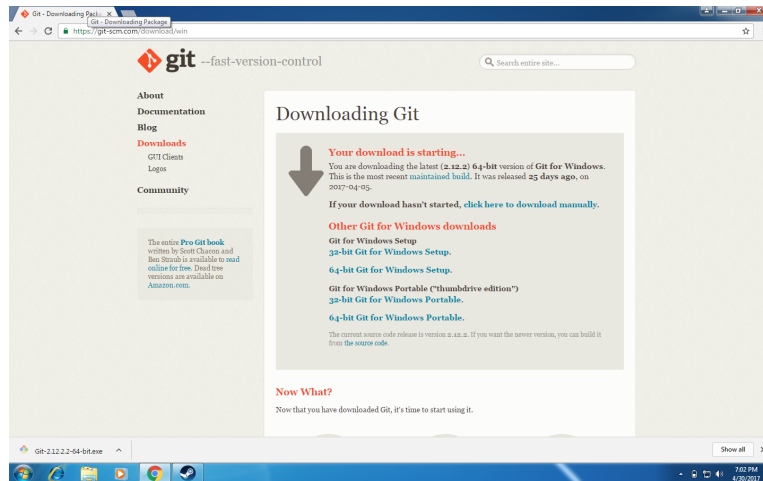 Git - Downloading Packa
Git - Downloading Package
https://git-scm.com/download/win
git --fast-version-control
Search entire site...
About
Documentation
Blog
Downloads
GUI Clients
Logos
Community
The entire Pro Git book
written by Scott Chacon and
Ben Straub is available to read
online for free. Dead tree
versions are available on
Amazon.com.
Downloading Git
Your download is starting...
You are downloading the latest (2.12.2) 64-bit version of Git for Windows.
This is the most recent maintained build. It was released 25 days ago, on
2017-04-05.
If your download hasn't started, click here to download manually.
Other Git for Windows downloads
Git for Windows Setup
32-bit Git for Windows Setup.
64-bit Git for Windows Setup.
Git for Windows Portable ("thumbdrive edition")
32-bit Git for Windows Portable.
64-bit Git for Windows Portable.
The current source code release is version 2.12.2. If you want the newer version, you can build it
from the source code.
Now What?
Now that you have downloaded Git, it's time to start using it.
Git-2.12.2.2-64-bit.exe
Show all
7:02 PM
4/30/2017